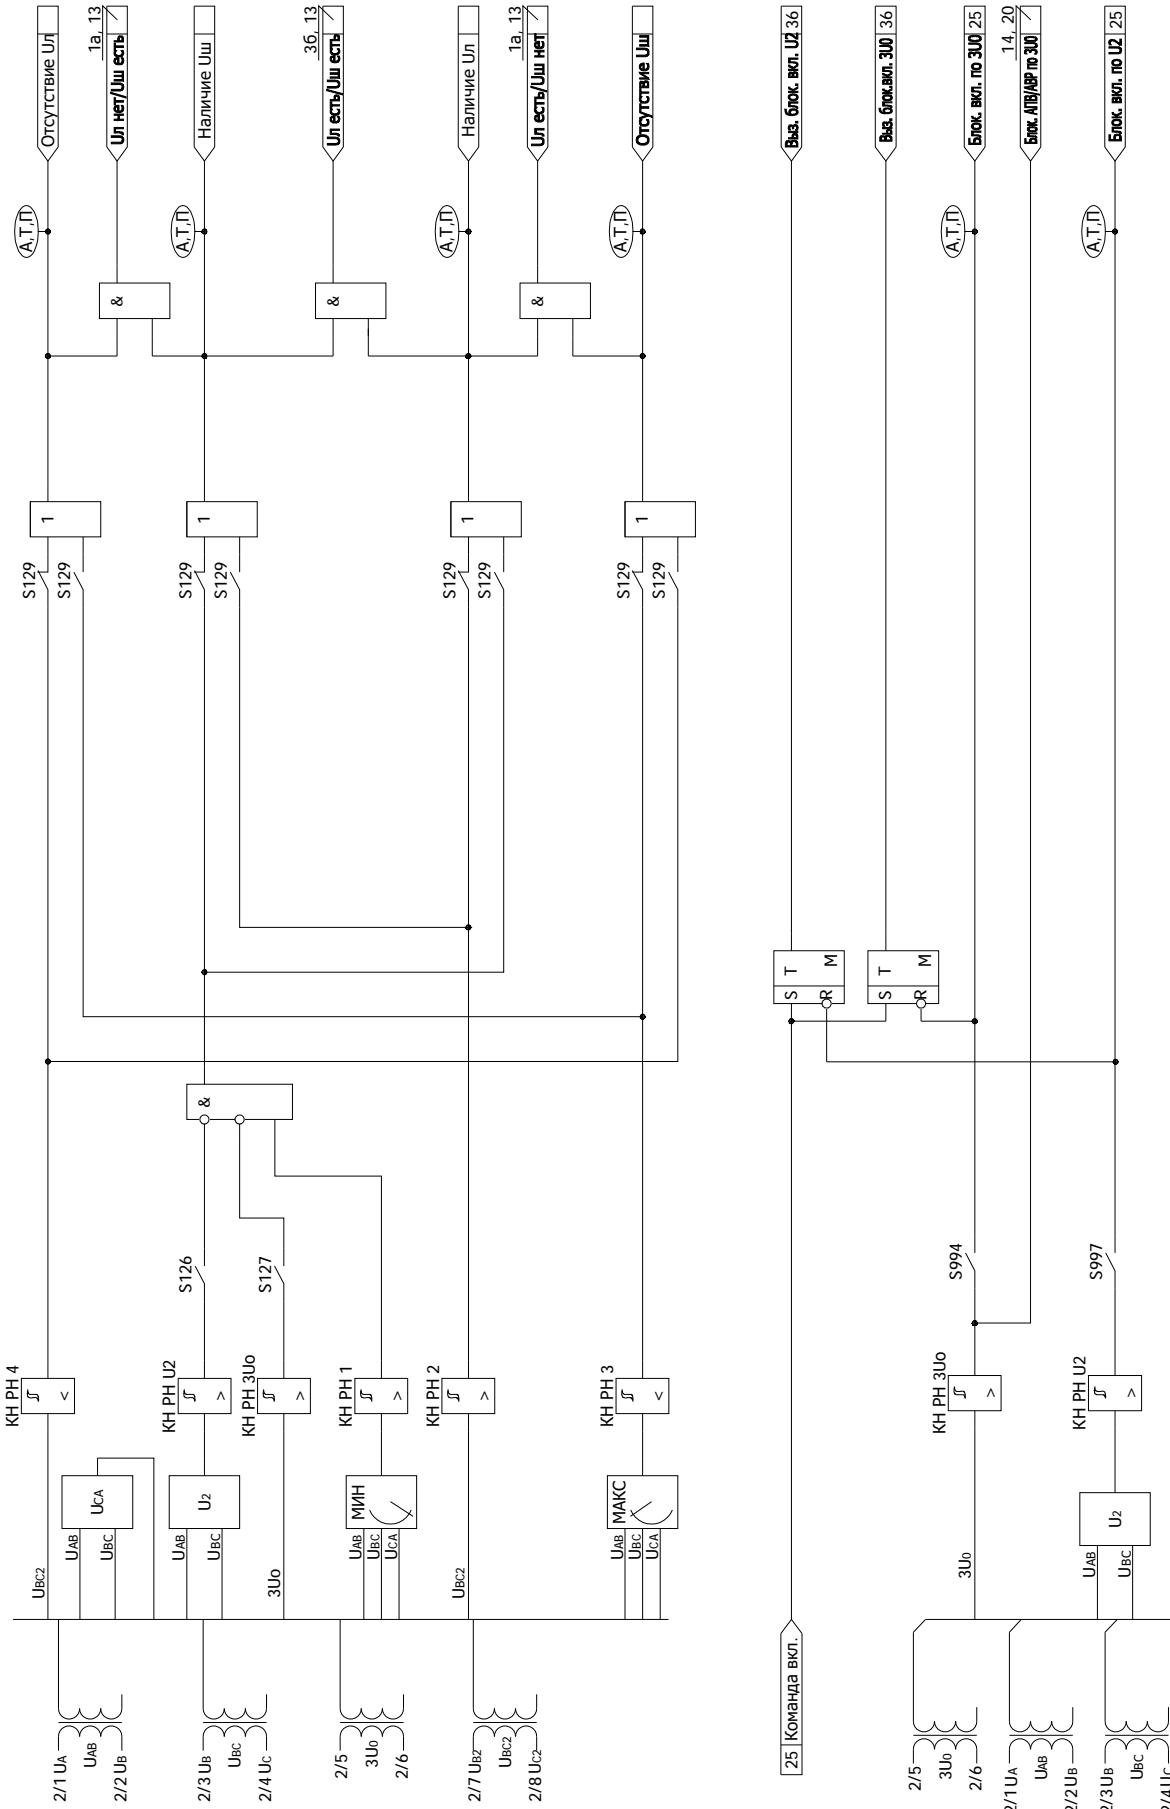 Отсутствие Uл
1а, 13
Uл нет/Uш есть
Наличие Uш
3б, 13
Uл есть/Uш есть
Наличие Uл
1а, 13
Uл есть/Uш нет
Отсутствие Uш
Выз. блок. вкл. U2 36
Выз. блок.вкл. 3U0 36
Блок. вкл. по 3U0 25
14, 20
Блок. АПВ/АВР по 3U0
Блок. вкл. по U2 25
А,Т,П
А,Т,П
А,Т,П
А,Т,П
А,Т,П
А,Т,П
&
&
&
1
1
1
1
S129
S129
S129
S129
S129
S129
S129
S129
S T
R М
S T
R М
&
S126
S127
S994
S997
КН РН 4
<
КН РН U2
>
КН РН 3Uo
>
КН РН 1
>
КН РН 2
>
КН РН 3
<
КН РН 3Uo
>
КН РН U2
>
UCA
U2
МИН
МАКС
U2
UBC2
UAB
UBC
UAB
UBC
3Uo
UAB
UBC
UCA
UBC2
UAB
UBC
UCA
3U0
UAB
UBC
2/1 UA
UAB
2/2 UB
2/3 UB
UBC
2/4 UC
2/5
3U0
2/6
2/7 UB2
UBC2
2/8 UC2
25 Команда вкл.
2/5
3U0
2/6
2/1 UA
UAB
2/2 UB
2/3 UB
UBC
2/4 UC